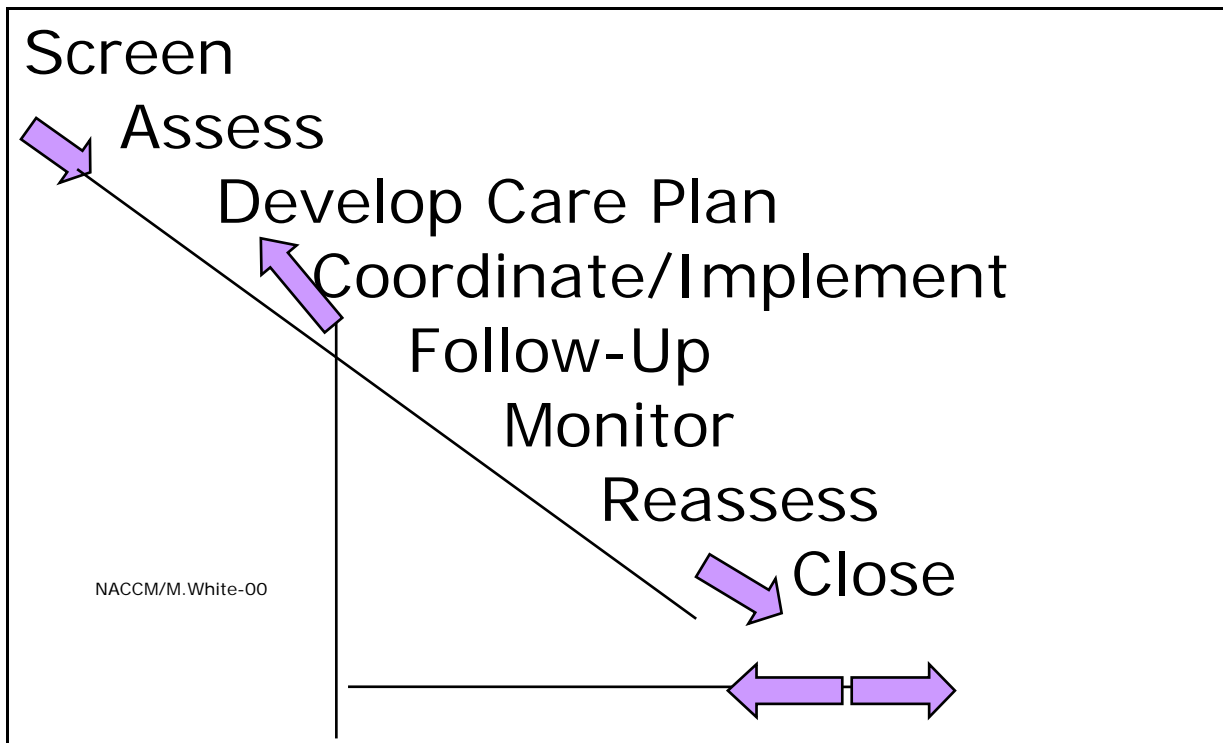 Screen
Assess
Develop Care Plan
Coordinate/Implement
Follow-Up
Monitor
Reassess
Close
NACCM/M.White-00